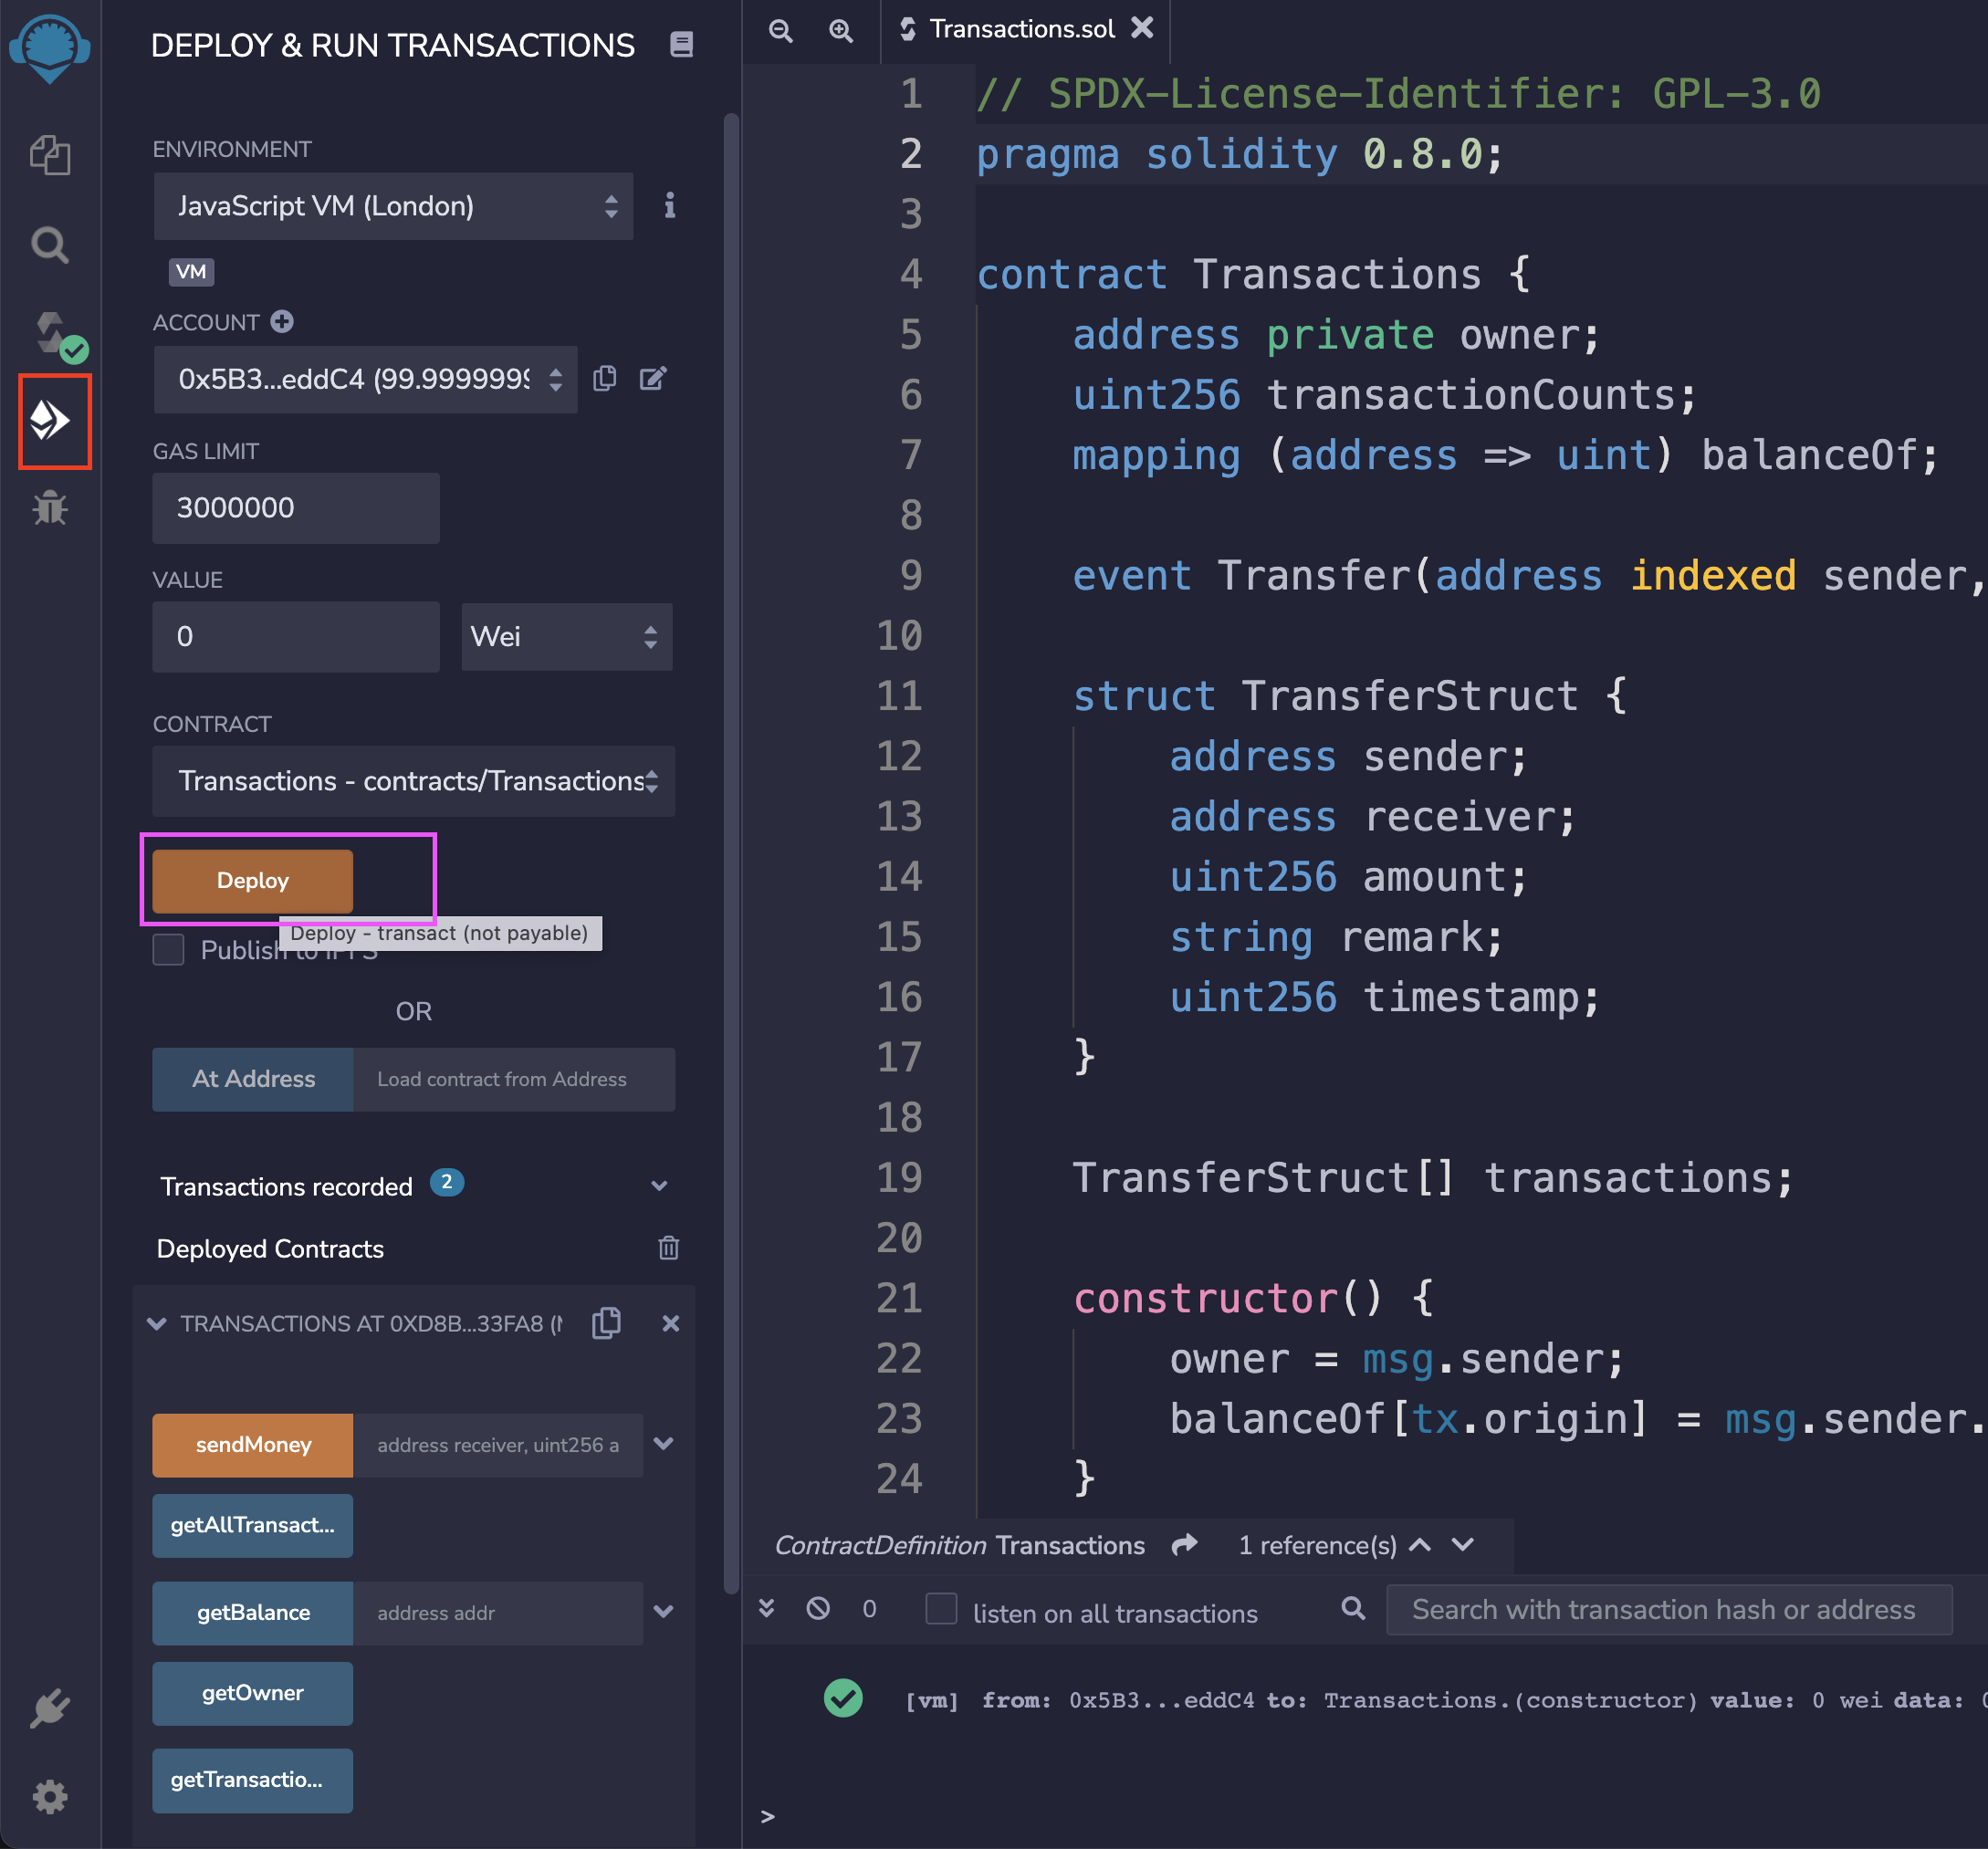 DEPLOY & RUN TRANSACTIONS
ENVIRONMENT
JavaScript VM (London)
VM
ACCOUNT
0x5B3...eddC4 (99.9999999
GAS LIMIT
3000000
VALUE
0
Wei
CONTRACT
Transactions - contracts/Transactions
Deploy
Deploy - transact (not payable)
Publish to IPFS
OR
At Address
Load contract from Address
Transactions recorded 2
Deployed Contracts
TRANSACTIONS AT 0XD8B...33FA8 (
sendMoney
address receiver, uint256 a
getAllTransact...
getBalance
address addr
getOwner
getTransactio...
Transactions.sol
1 // SPDX-License-Identifier: GPL-3.0
2 pragma solidity 0.8.0;
3
4 contract Transactions {
5 address private owner;
6 uint256 transactionCounts;
7 mapping (address => uint) balanceOf;
8
9 event Transfer(address indexed sender,
10
11 struct TransferStruct {
12 address sender;
13 address receiver;
14 uint256 amount;
15 string remark;
16 uint256 timestamp;
17 }
18
19 TransferStruct[] transactions;
20
21 constructor() {
22 owner = msg.sender;
23 balanceOf[tx.origin] = msg.sender.
24 }
ContractDefinition Transactions
1 reference(s)
0
listen on all transactions
Search with transaction hash or address
[vm] from: 0x5B3...eddC4 to: Transactions.(constructor) value: 0 wei data:
>